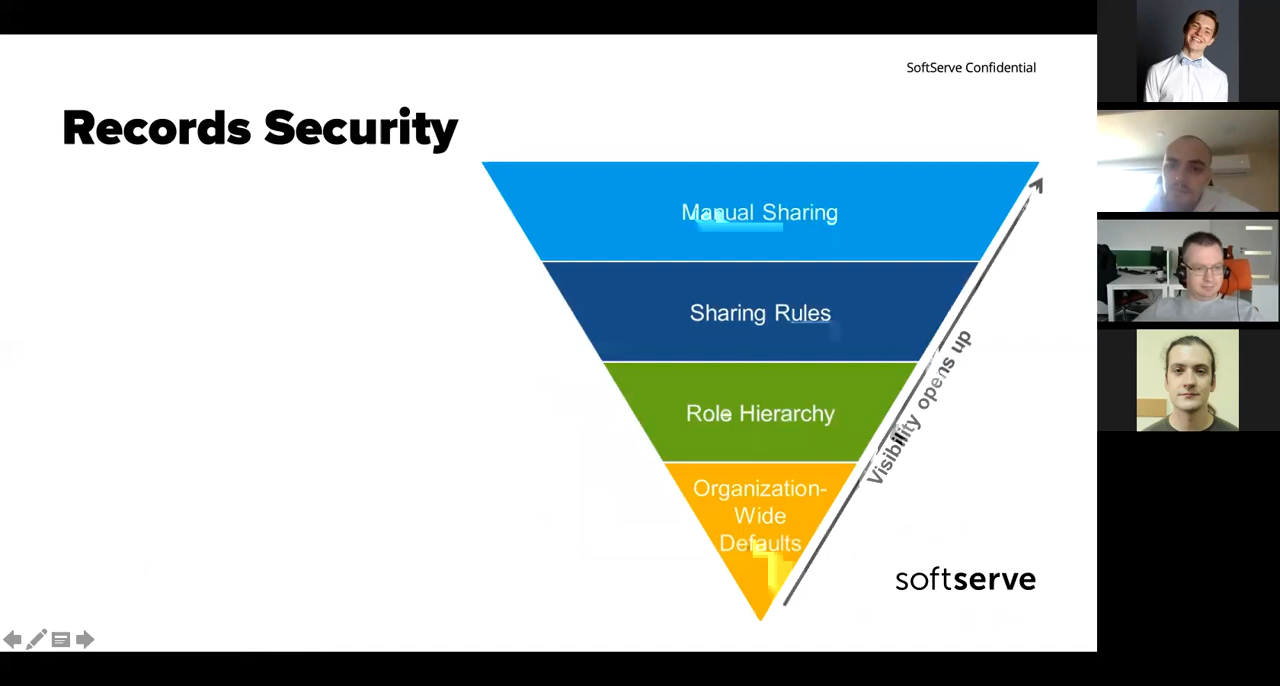 SoftServe Confidential
Records Security
Manual Sharing
Sharing Rules
Role Hierarchy
Organization-
Wide
Defaults
Visibility opens up
softserve